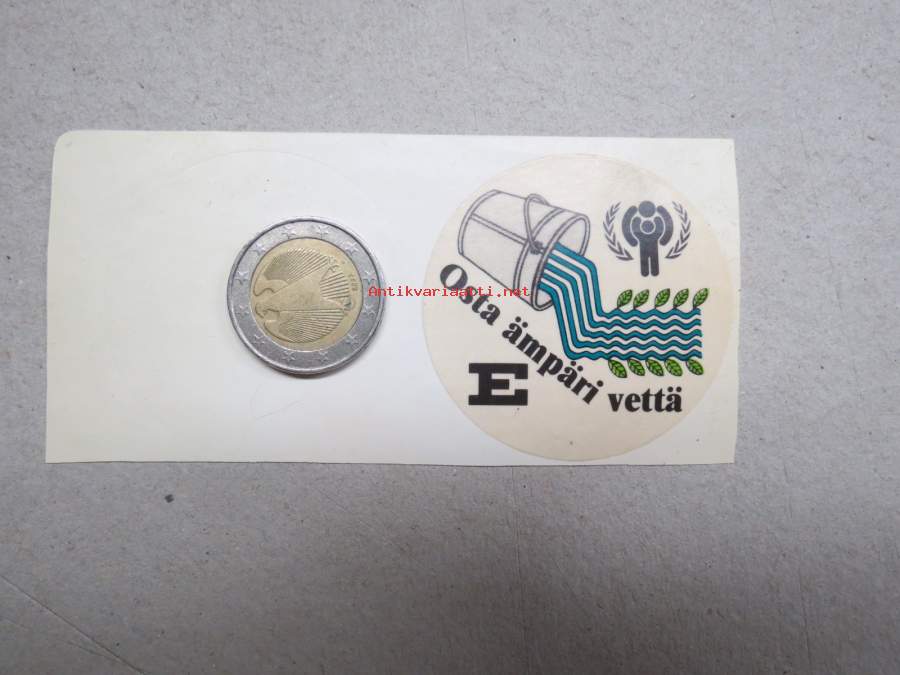 Antikvariaatti.net
Osta ämpäri vettä
E